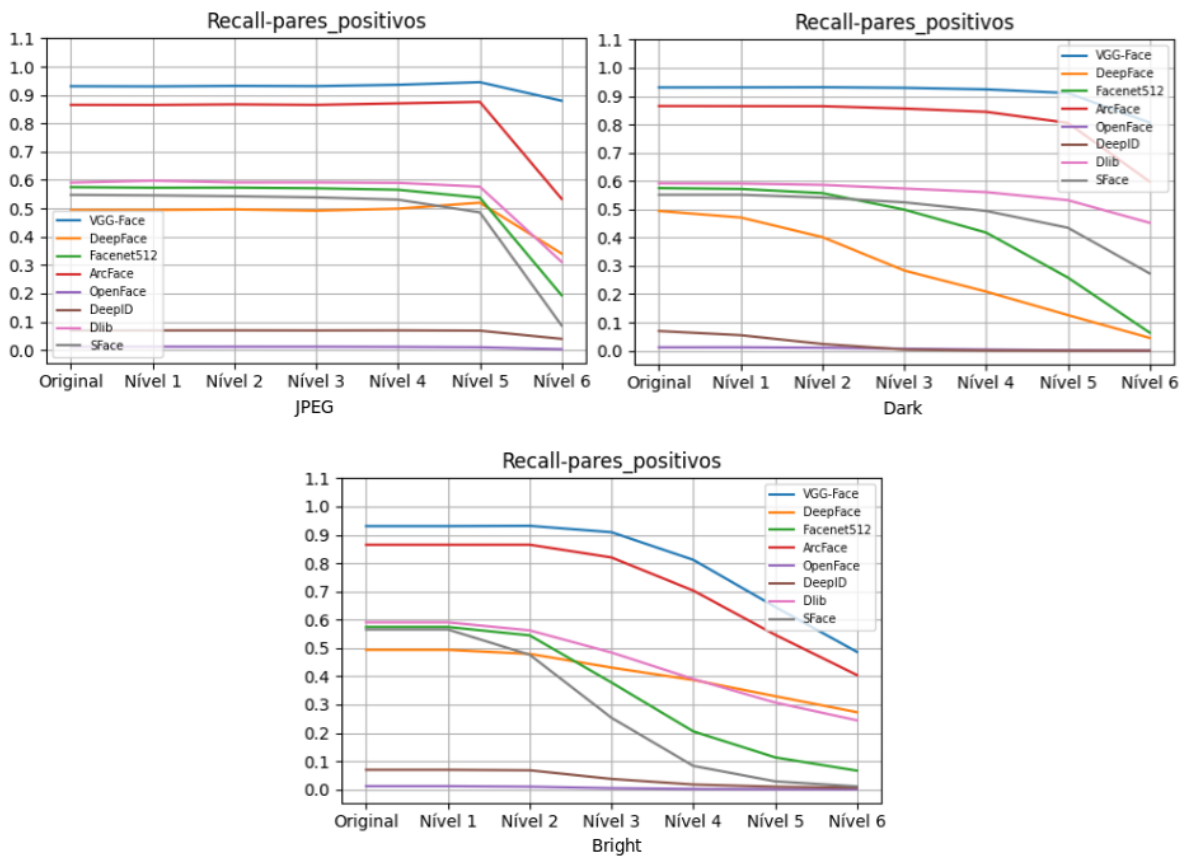 Recall-pares_positivos
1.1
1.0
0.9
0.8
0.7
0.6
0.5
0.4
0.3
0.2
0.1
0.0
VGG-Face
DeepFace
Facenet512
ArcFace
OpenFace
DeepID
Dlib
SFace
Original Nível 1 Nível 2 Nível 3 Nível 4 Nível 5 Nível 6
JPEG
Recall-pares_positivos
1.1
1.0
0.9
0.8
0.7
0.6
0.5
0.4
0.3
0.2
0.1
0.0
VGG-Face
DeepFace
Facenet512
ArcFace
OpenFace
DeepID
Dlib
SFace
Original Nível 1 Nível 2 Nível 3 Nível 4 Nível 5 Nível 6
Dark
Recall-pares_positivos
1.1
1.0
0.9
0.8
0.7
0.6
0.5
0.4
0.3
0.2
0.1
0.0
VGG-Face
DeepFace
Facenet512
ArcFace
OpenFace
DeepID
Dlib
SFace
Original Nível 1 Nível 2 Nível 3 Nível 4 Nível 5 Nível 6
Bright